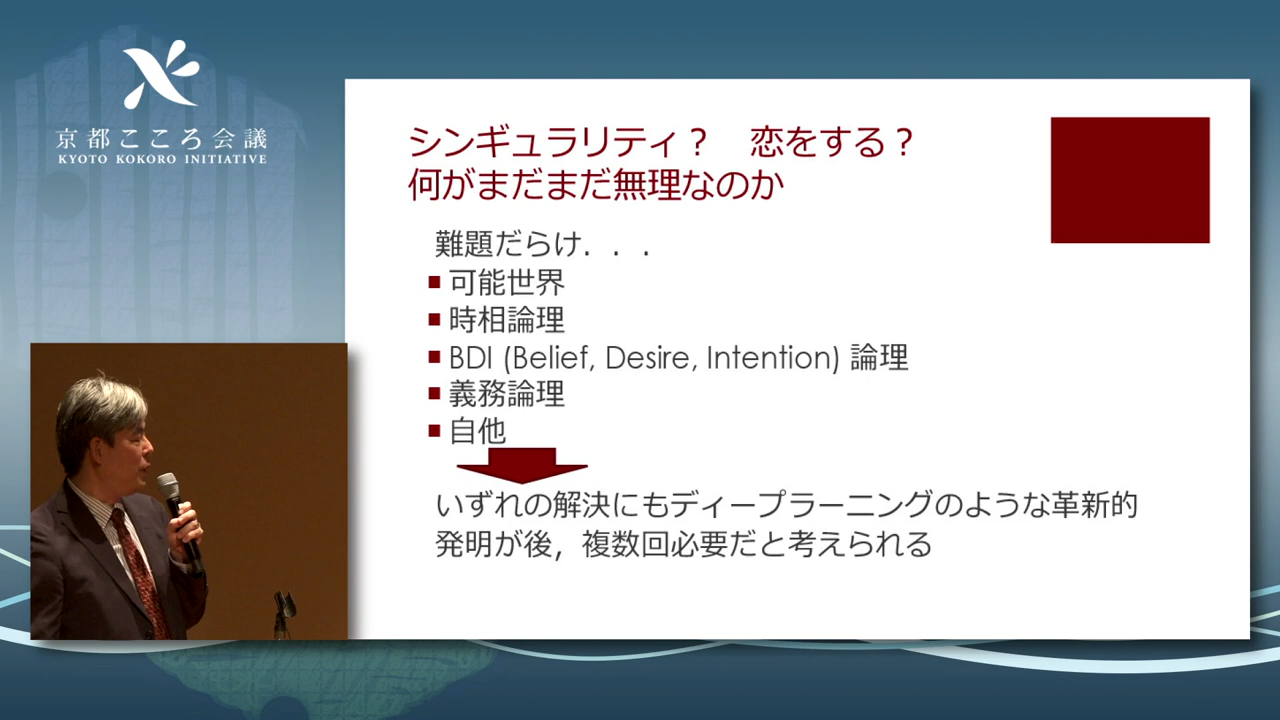 京都こころ会議
KYOTO KOKORO INITIATIVE
シンギュラリティ？　恋をする？
何がまだまだ無理なのか
難題だらけ．．．
■可能世界
■時相論理
■BDI (Belief, Desire, Intention) 論理
■義務論理
■自他
いずれの解決にもディープラーニングのような革新的
発明が後，複数回必要だと考えられる